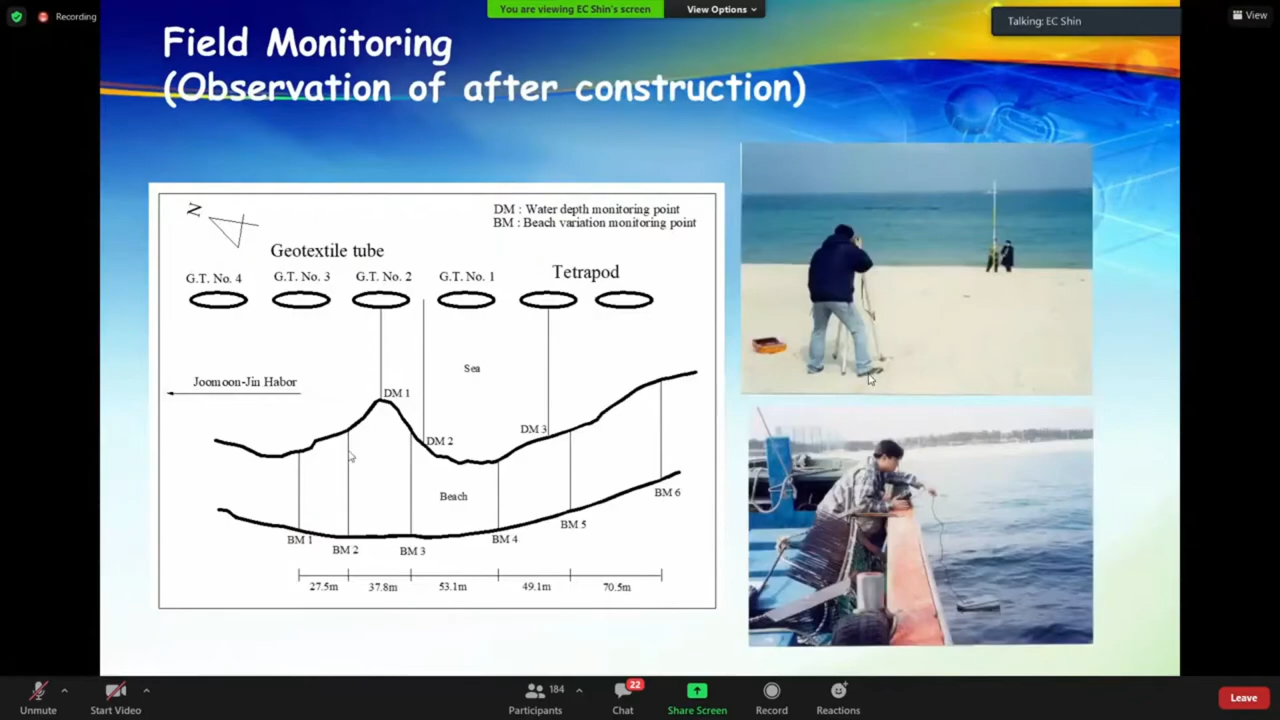 Recording
You are viewing EC Shin's screen
View Options
Talking: EC Shin
View
Field Monitoring
(Observation of after construction)
N
DM : Water depth monitoring point
BM : Beach variation monitoring point
Geotextile tube
Tetrapod
G.T. No. 4
G.T. No. 3
G.T. No. 2
G.T. No. 1
Sea
Joomoon-Jin Habor
DM 1
DM 2
DM 3
Beach
BM 1
BM 2
BM 3
BM 4
BM 5
BM 6
27.5m
37.8m
53.1m
49.1m
70.5m
Unmute
Start Video
184
Participants
22
Chat
Share Screen
Record
Reactions
Leave